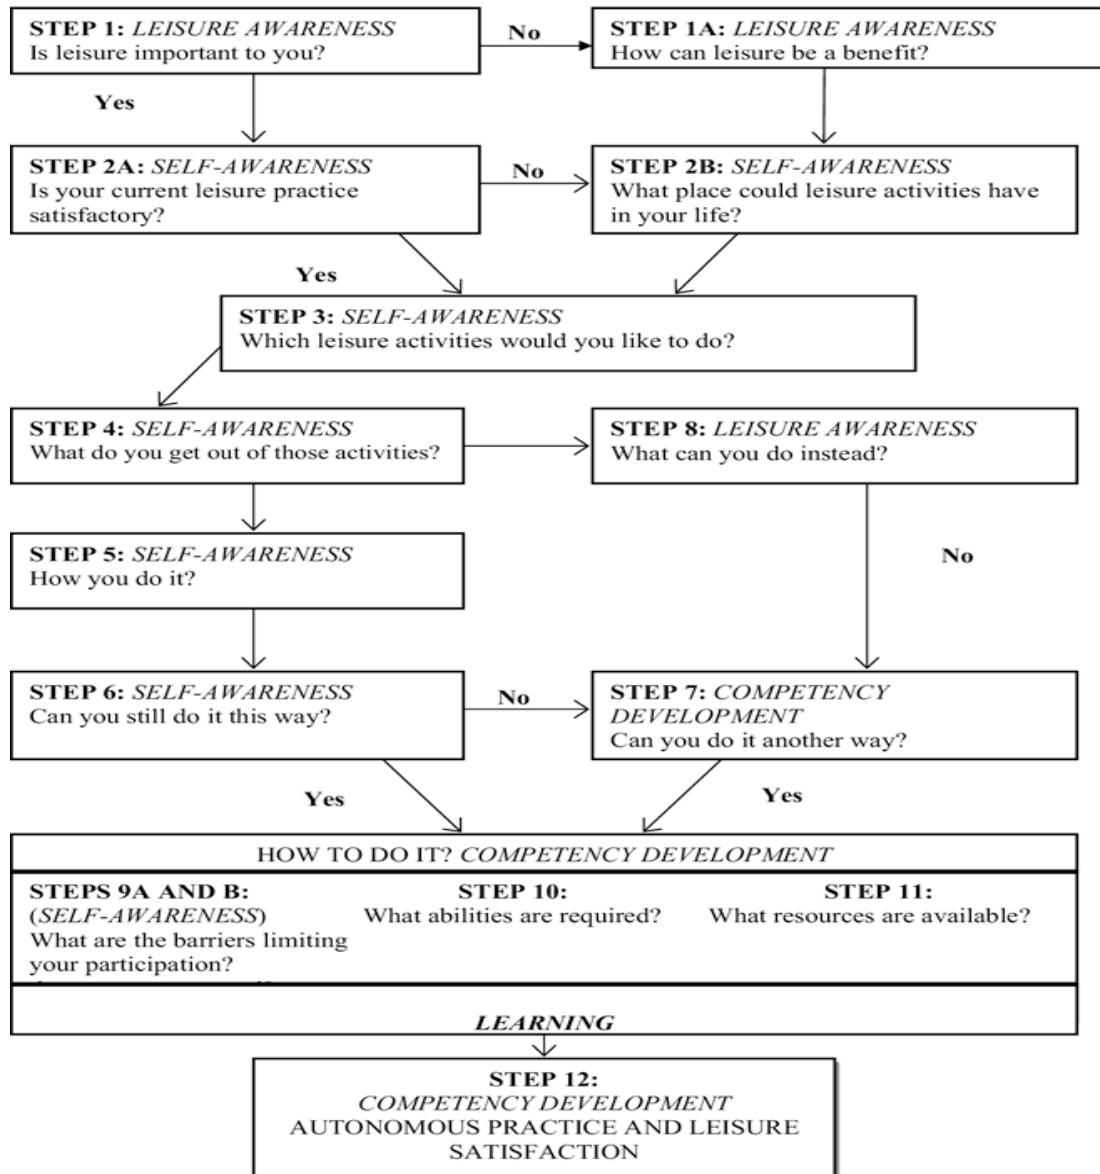 STEP 1: LEISURE AWARENESS
Is leisure important to you?
No
STEP 1A: LEISURE AWARENESS
How can leisure be a benefit?
Yes
STEP 2A: SELF-AWARENESS
Is your current leisure practice
satisfactory?
No
STEP 2B: SELF-AWARENESS
What place could leisure activities have
in your life?
Yes
STEP 3: SELF-AWARENESS
Which leisure activities would you like to do?
STEP 4: SELF-AWARENESS
What do you get out of those activities?
STEP 8: LEISURE AWARENESS
What can you do instead?
STEP 5: SELF-AWARENESS
How you do it?
No
STEP 6: SELF-AWARENESS
Can you still do it this way?
No
STEP 7: COMPETENCY
DEVELOPMENT
Can you do it another way?
Yes
Yes
HOW TO DO IT? COMPETENCY DEVELOPMENT
STEPS 9A AND B:
(SELF-AWARENESS)
What are the barriers limiting
your participation?
STEP 10:
What abilities are required?
STEP 11:
What resources are available?
LEARNING
STEP 12:
COMPETENCY DEVELOPMENT
AUTONOMOUS PRACTICE AND LEISURE
SATISFACTION